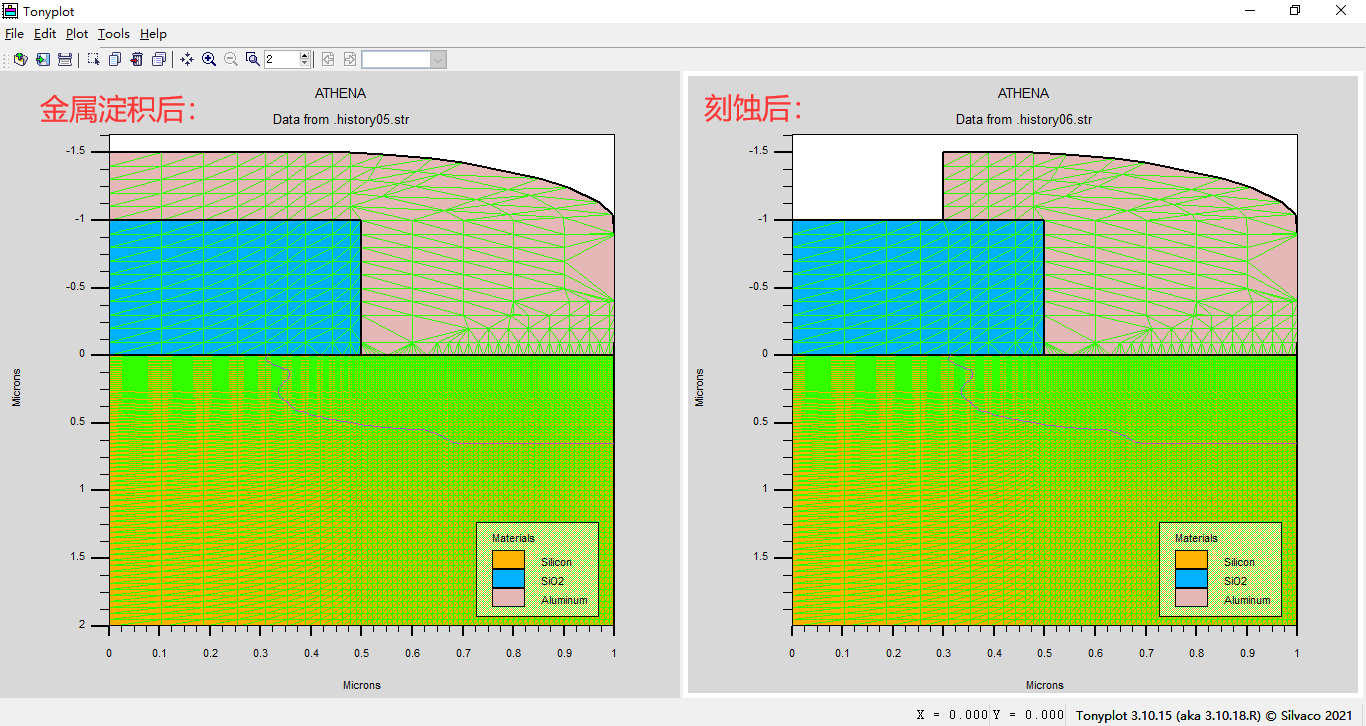 Tonyplot
File Edit Plot Tools Help
2
金属淀积后：
ATHENA
Data from .history05.str
-1.5
-1
-0.5
0
0.5
1
1.5
2
Microns
0 0.1 0.2 0.3 0.4 0.5 0.6 0.7 0.8 0.9 1
Microns
Materials
Silicon
SiO2
Aluminum
刻蚀后：
ATHENA
Data from .history06.str
-1.5
-1
-0.5
0
0.5
1
1.5
Microns
0 0.1 0.2 0.3 0.4 0.5 0.6 0.7 0.8 0.9 1
Microns
Materials
Silicon
SiO2
Aluminum
X = 0.000 Y = 0.000 Tonyplot 3.10.15 (aka 3.10.18.R) © Silvaco 2021